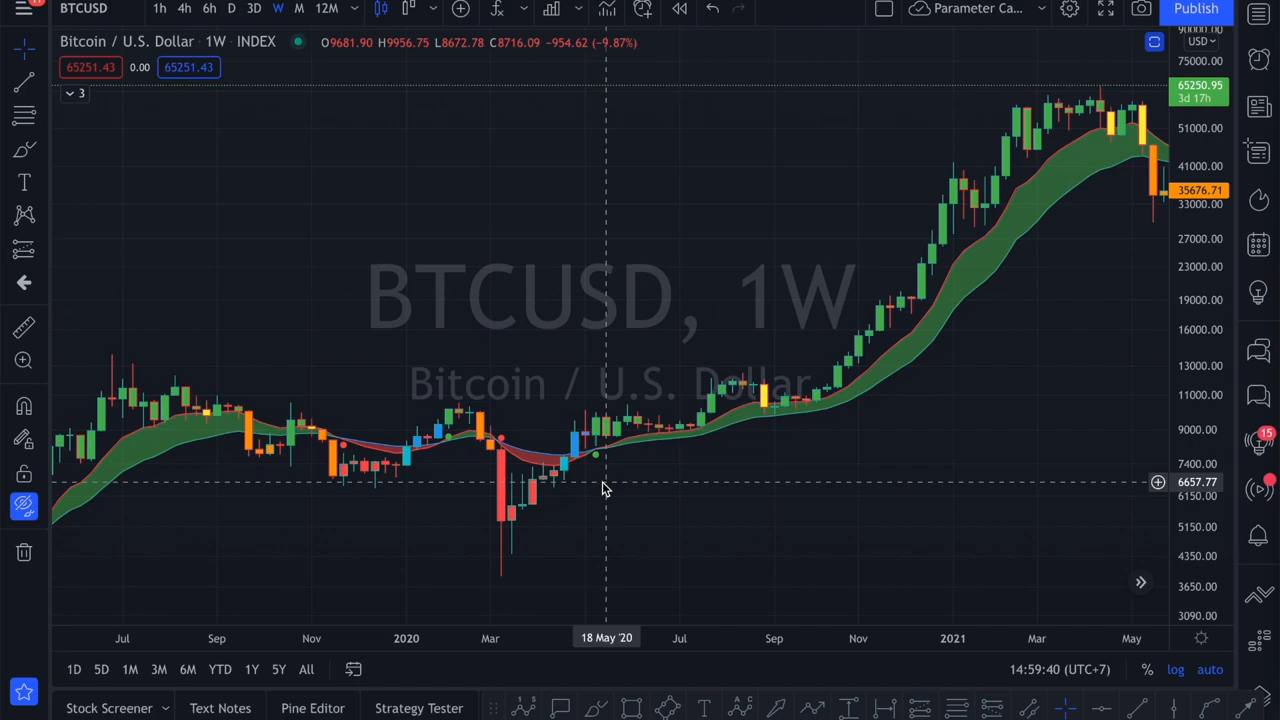 11
BTCUSD
1h 4h 6h D 3D W M 12M
Parameter Ca...
Publish
Bitcoin / U.S. Dollar · 1W · INDEX
O9681.90 H9956.75 L8672.78 C8716.09 -954.62 (-9.87%)
USD
65251.43 0.00 65251.43
3
90000.00
75000.00
65250.95
3d 17h
51000.00
41000.00
35676.71
33000.00
27000.00
23000.00
19000.00
16000.00
13000.00
11000.00
9000.00
7400.00
6657.77
6150.00
5150.00
4350.00
3650.00
3090.00
BTCUSD, 1W
Bitcoin / U.S. Dollar
15
Jul Sep Nov 2020 Mar 18 May '20 Jul Sep Nov 2021 Mar May
1D 5D 1M 3M 6M YTD 1Y 5Y All
14:59:40 (UTC+7) % log auto
Stock Screener Text Notes Pine Editor Strategy Tester